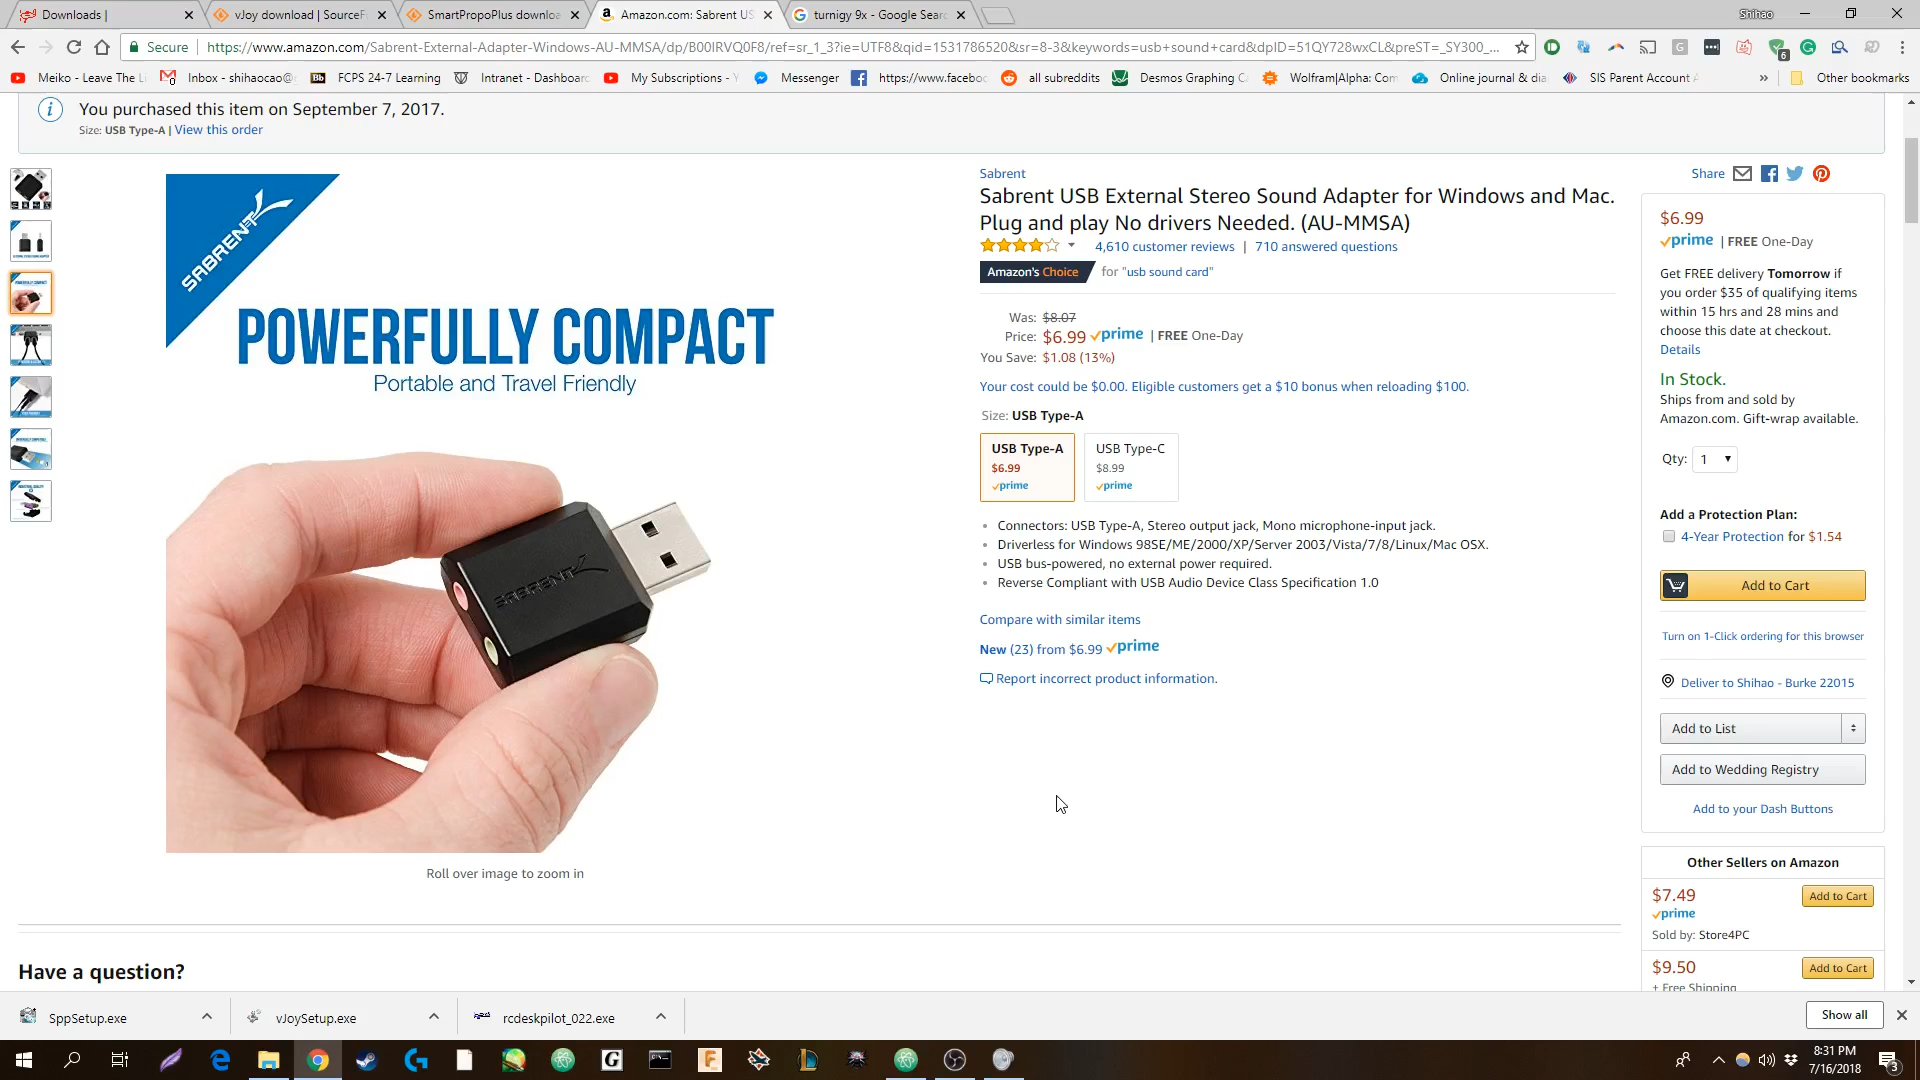 Downloads |
vJoy download | SourceF
SmartPropoPlus downloa
Amazon.com: Sabrent US
turnigy 9x - Google Sear
Shihao
Secure
https://www.amazon.com/Sabrent-External-Adapter-Windows-AU-MMSA/dp/B00IRVQ0F8/ref=sr_1_3?ie=UTF8&qid=1531786520&sr=8-3&keywords=usb+sound+card&dpID=51QY728wxCL&preST=_SY300_...
Meiko - Leave The Li
Inbox - shihaocao@
FCPS 24-7 Learning
Intranet - Dashboard
My Subscriptions - Y
Messenger
https://www.facebo
all subreddits
Desmos Graphing C
Wolfram|Alpha: Com
Online journal & dia
SIS Parent Account
Other bookmarks
You purchased this item on September 7, 2017.
Size: USB Type-A | View this order
SABRENT
POWERFULLY COMPACT
Portable and Travel Friendly
SABRENT
Roll over image to zoom in
Sabrent
Sabrent USB External Stereo Sound Adapter for Windows and Mac.
Plug and play No drivers Needed. (AU-MMSA)
4,610 customer reviews | 710 answered questions
Amazon's Choice for "usb sound card"
Was: $8.07
Price: $6.99 prime | FREE One-Day
You Save: $1.08 (13%)
Your cost could be $0.00. Eligible customers get a $10 bonus when reloading $100.
Size: USB Type-A
USB Type-A
$6.99
prime
USB Type-C
$8.99
prime
Connectors: USB Type-A, Stereo output jack, Mono microphone-input jack.
Driverless for Windows 98SE/ME/2000/XP/Server 2003/Vista/7/8/Linux/Mac OSX.
USB bus-powered, no external power required.
Reverse Compliant with USB Audio Device Class Specification 1.0
Compare with similar items
New (23) from $6.99 prime
Report incorrect product information.
Share
$6.99
prime | FREE One-Day
Get FREE delivery Tomorrow if
you order $35 of qualifying items
within 15 hrs and 28 mins and
choose this date at checkout.
Details
In Stock.
Ships from and sold by
Amazon.com. Gift-wrap available.
Qty: 1
Add a Protection Plan:
4-Year Protection for $1.54
Add to Cart
Turn on 1-Click ordering for this browser
Deliver to Shihao - Burke 22015
Add to List
Add to Wedding Registry
Add to your Dash Buttons
Other Sellers on Amazon
$7.49
Add to Cart
prime
Sold by: Store4PC
$9.50
Add to Cart
+ Free Shipping
Have a question?
SppSetup.exe
vJoySetup.exe
rcdeskpilot_022.exe
Show all
8:31 PM
7/16/2018
3